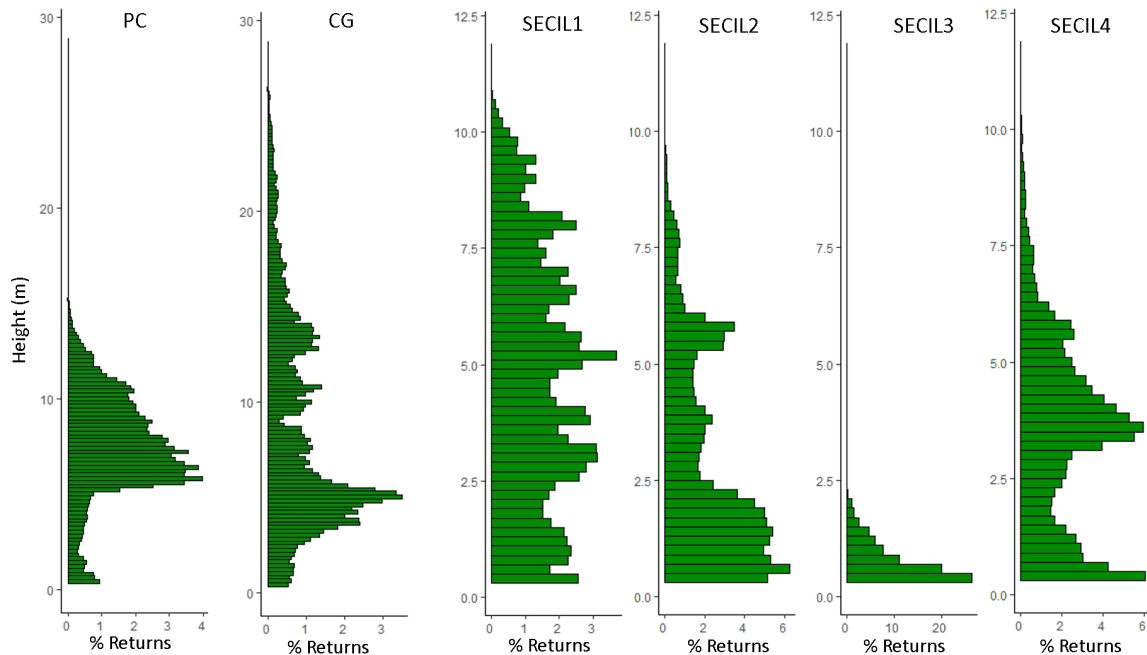 PC
CG
SECIL1
SECIL2
SECIL3
SECIL4
Height (m)
30
20
10
0
0 1 2 3 4
% Returns
30
20
10
0
0 1 2 3
% Returns
12.5
10.0
7.5
5.0
2.5
0.0
0 1 2 3
% Returns
12.5
10.0
7.5
5.0
2.5
0.0
0 2 4 6
% Returns
12.5
10.0
7.5
5.0
2.5
0.0
0 10 20
% Returns
12.5
10.0
7.5
5.0
2.5
0.0
0 2 4 6
% Returns